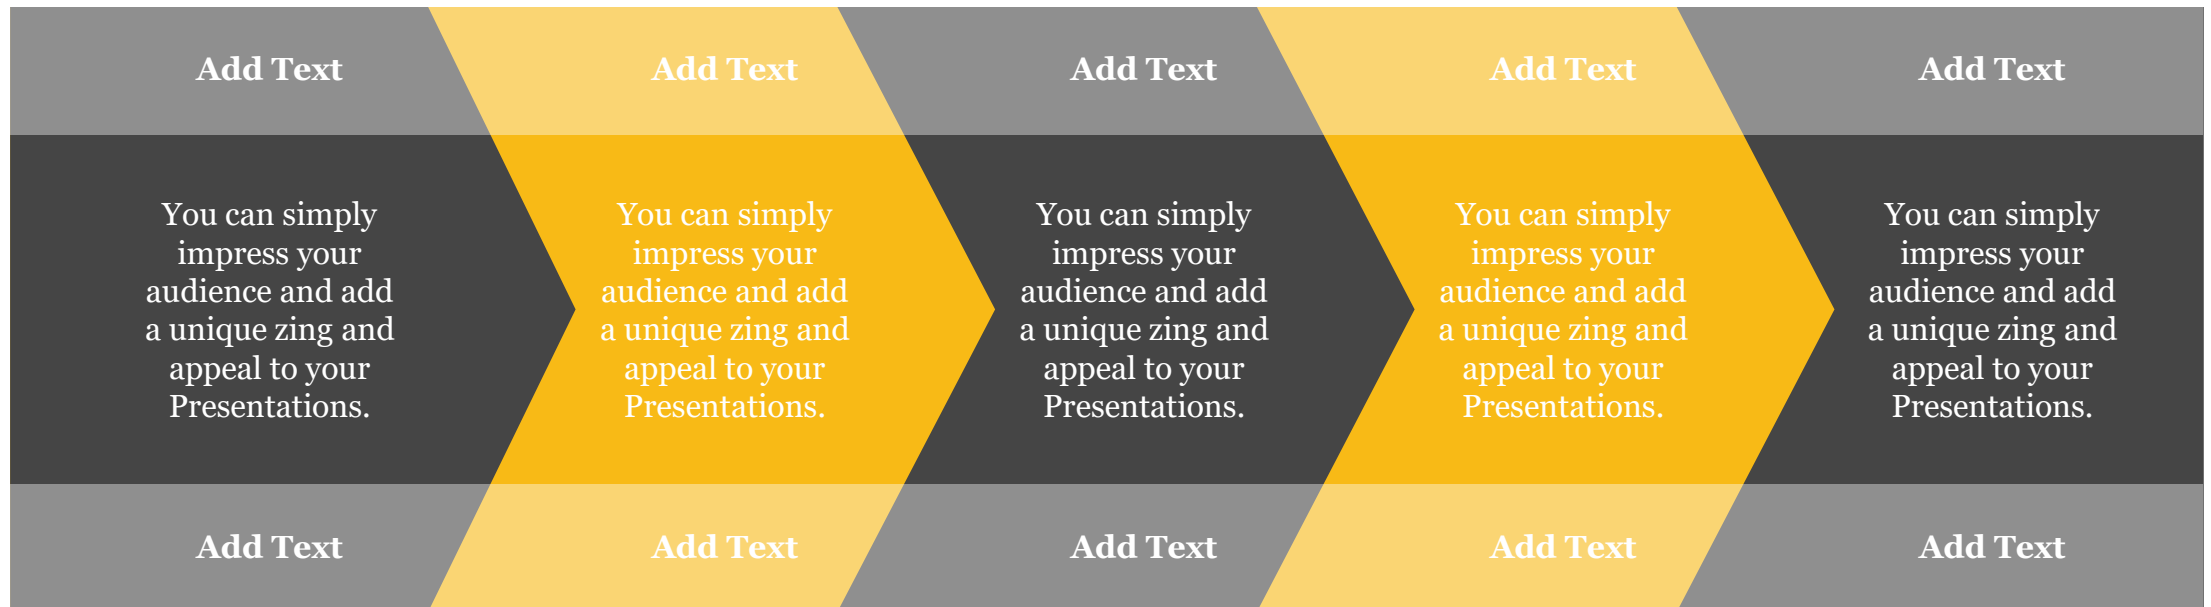 Add Text
Add Text
Add Text
Add Text
Add Text
You can simply
impress your
audience and add
a unique zing and
appeal to your
Presentations.
You can simply
impress your
audience and add
a unique zing and
appeal to your
Presentations.
You can simply
impress your
audience and add
a unique zing and
appeal to your
Presentations.
You can simply
impress your
audience and add
a unique zing and
appeal to your
Presentations.
You can simply
impress your
audience and add
a unique zing and
appeal to your
Presentations.
Add Text
Add Text
Add Text
Add Text
Add Text